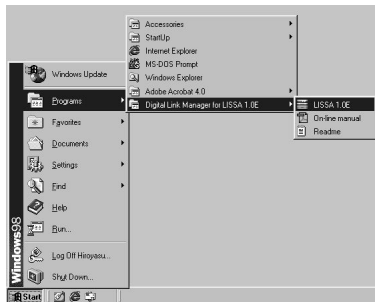 Accessories
StartUp
Internet Explorer
MS-DOS Prompt
Windows Explorer
Adobe Acrobat 4.0
Digital Link Manager for LISSA 1.0E
LISSA 1.0E
On-line manual
Readme
Windows Update
Programs
Favorites
Documents
Settings
Find
Help
Run...
Log Off Hiroyasu...
Shut Down...
Windows98
Start